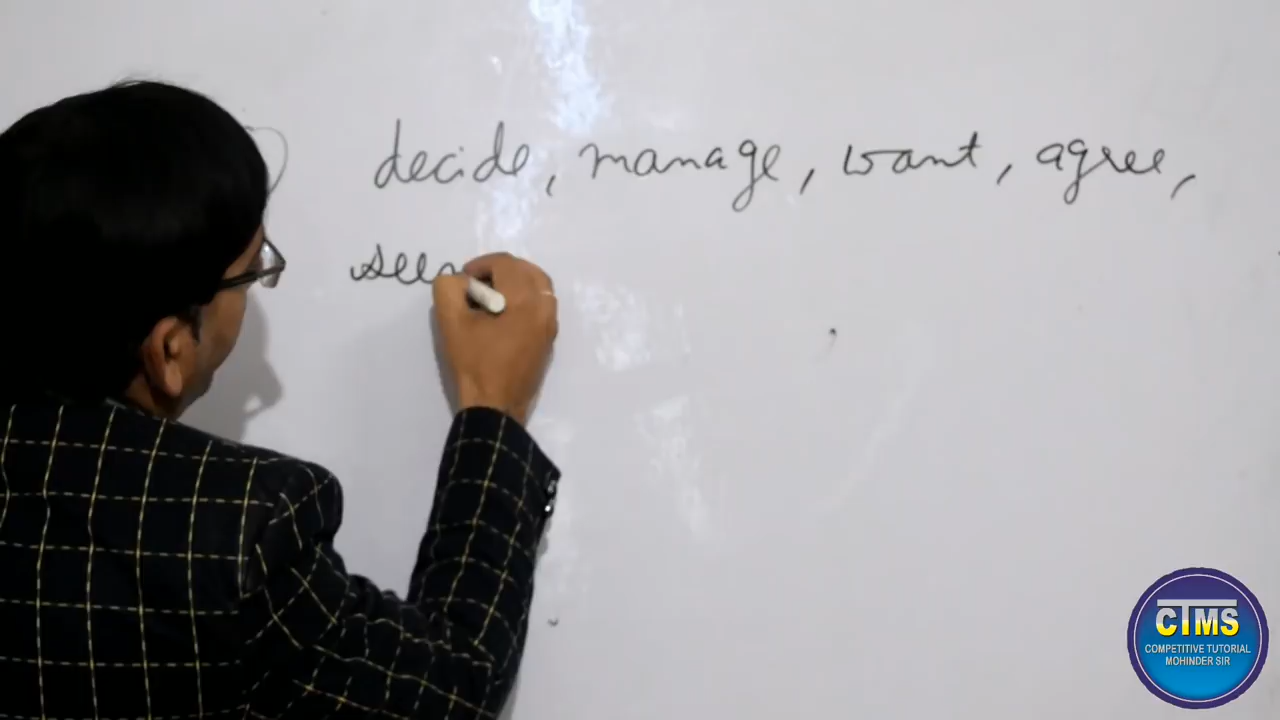 decide, manage, want, agree,
CTMS
COMPETITIVE TUTORIAL
MOHINDER SIR